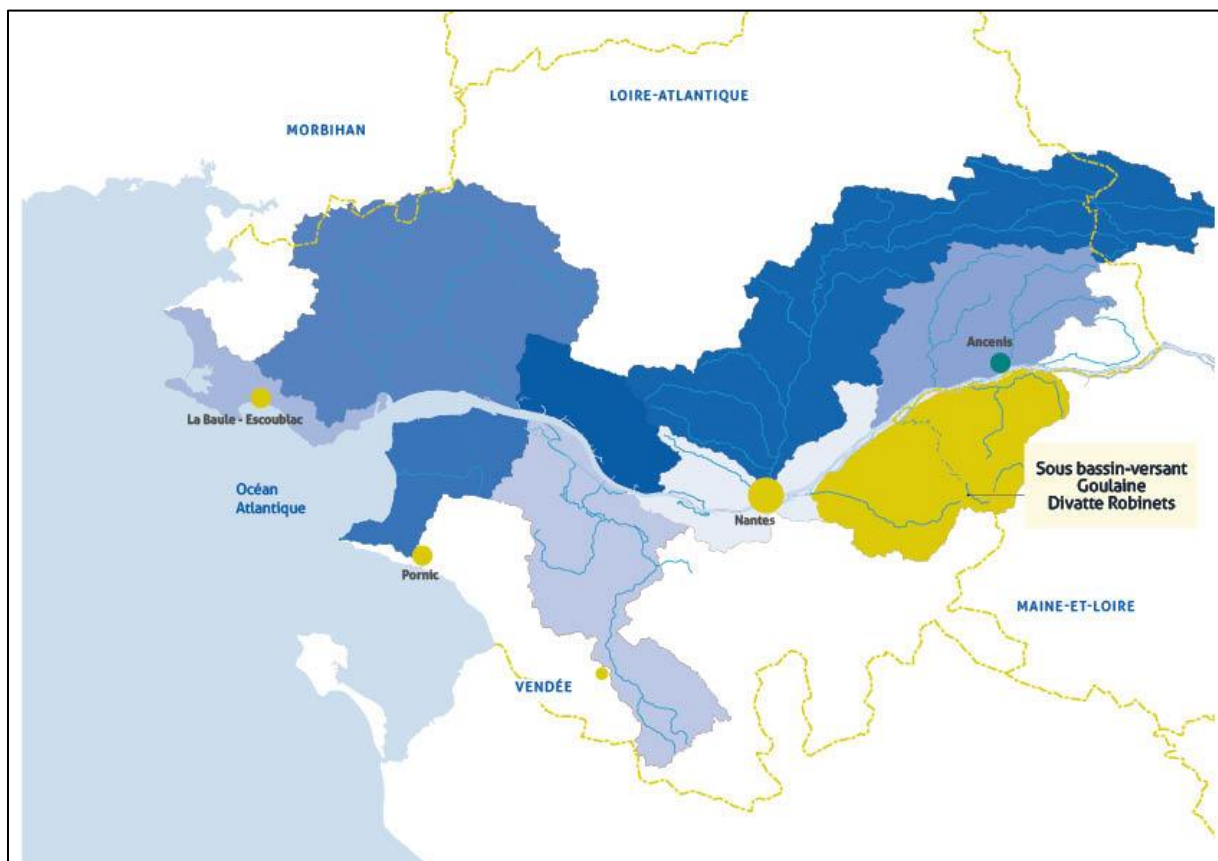 LOIRE-ATLANTIQUE
MORBIHAN
Ancenis
La Baule - Escoublac
Sous bassin-versant
Goulaine
Divatte Robinets
Océan
Atlantique
Nantes
Pornic
MAINE-ET-LOIRE
VENDÉE